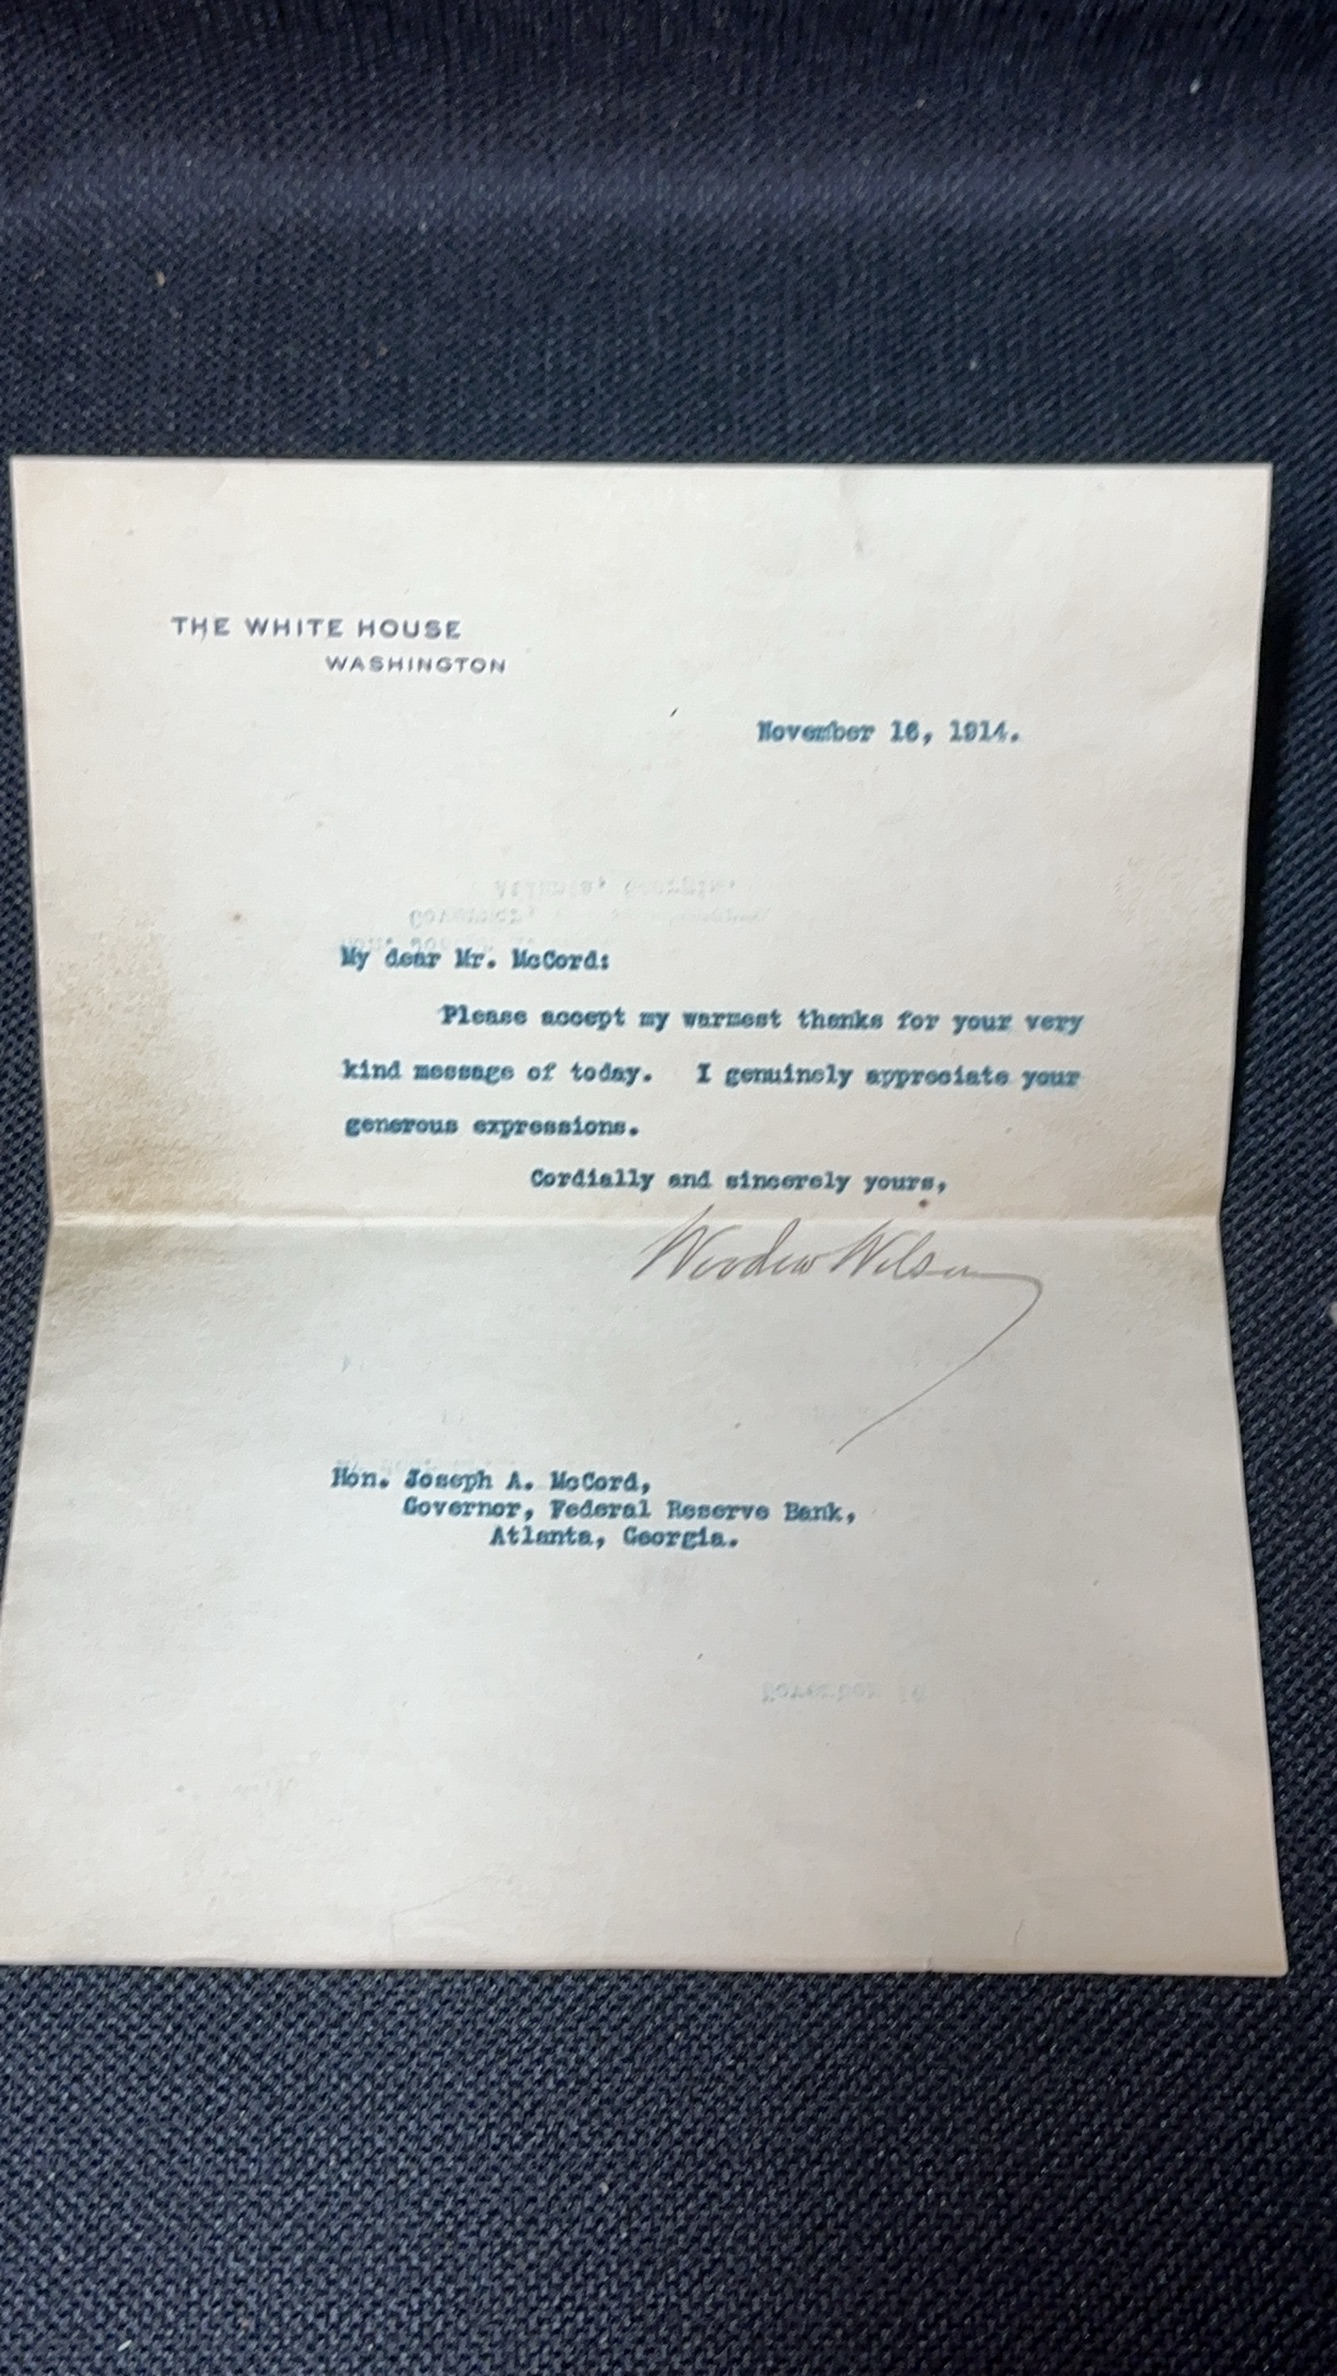 THE WHITE HOUSE
WASHINGTON
November 16, 1914.
My dear Mr. McCord:
Please accept my warmest thanks for your very
kind message of today. I genuinely appreciate your
generous expressions.
Cordially and sincerely yours,
Woodrow Wilson
Hon. Joseph A. McCord,
Governor, Federal Reserve Bank,
Atlanta, Georgia.